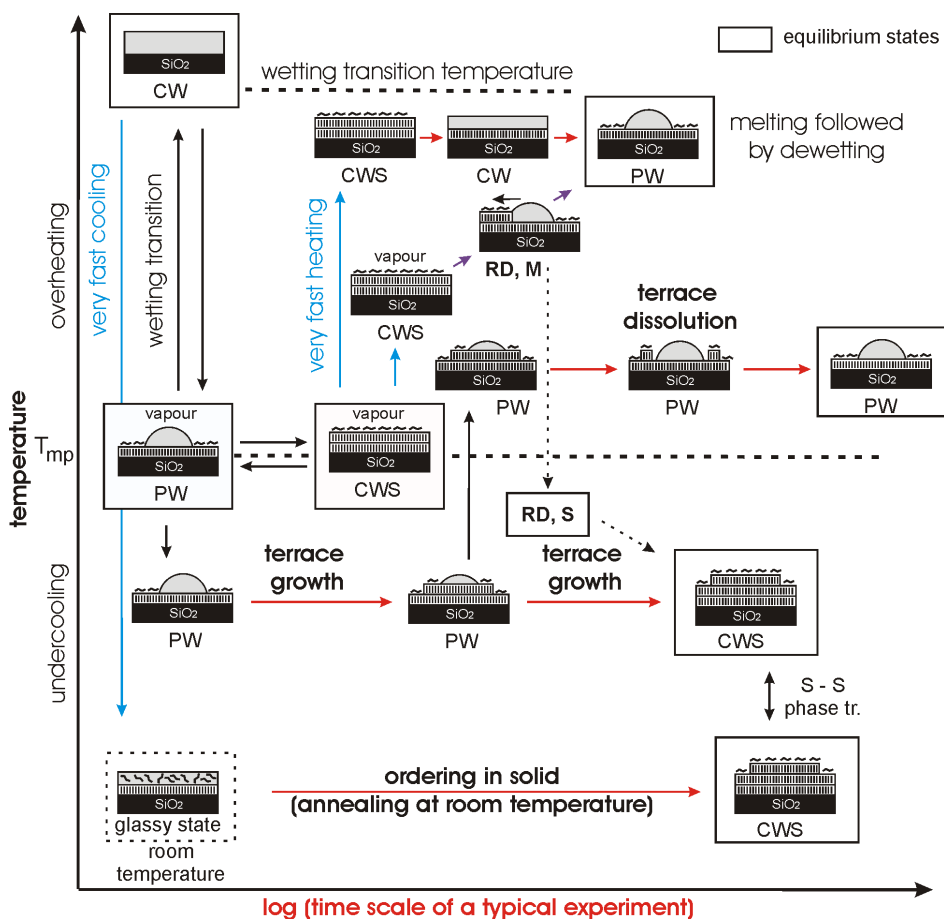 equilibrium states
SiO2
CW
wetting transition temperature
SiO2
CWS
SiO2
CW
SiO2
PW
melting followed
by dewetting
overheating
very fast cooling
wetting transition
very fast heating
SiO2
RD, M
vapour
SiO2
CWS
terrace
dissolution
SiO2
PW
SiO2
PW
SiO2
PW
temperature
Tmp
vapour
SiO2
PW
vapour
SiO2
CWS
RD, S
undercooling
SiO2
PW
terrace
growth
SiO2
PW
terrace
growth
SiO2
CWS
S - S
phase tr.
SiO2
glassy state
room
temperature
ordering in solid
(annealing at room temperature)
SiO2
CWS
log (time scale of a typical experiment)